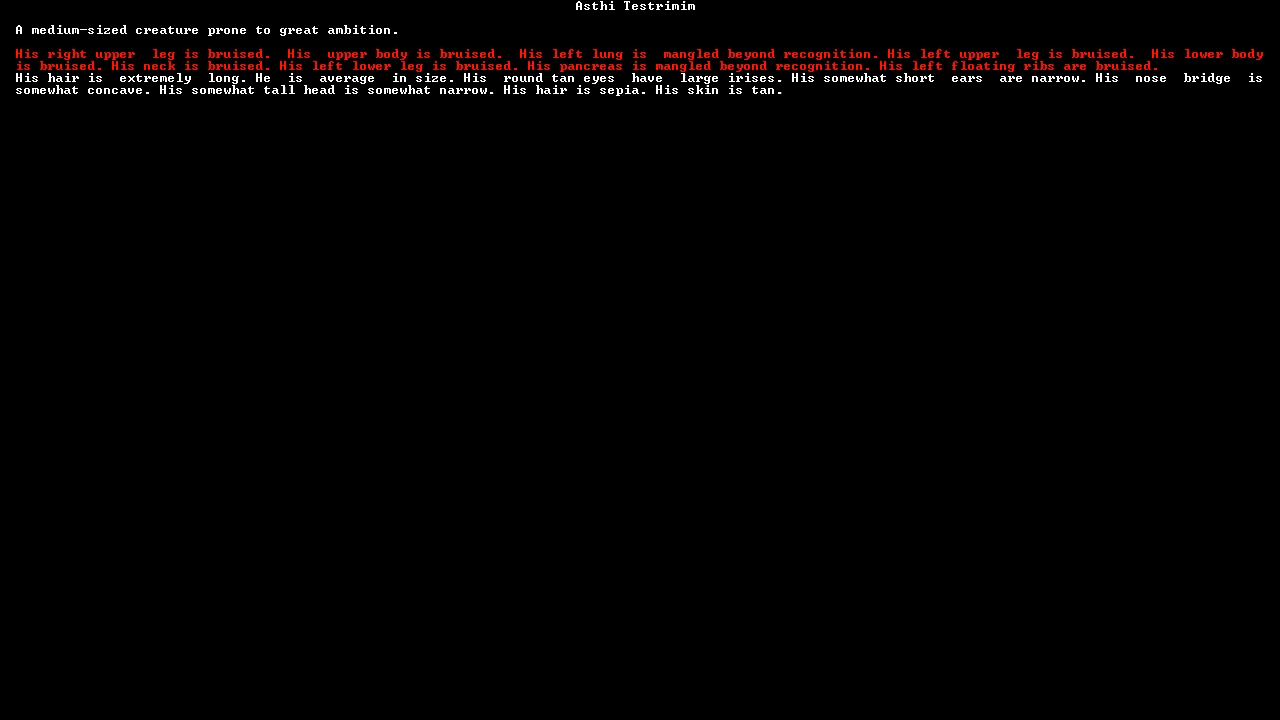 Asthi Testrimim
A medium-sized creature prone to great ambition.
His right upper leg is bruised. His upper body is bruised. His left lung is mangled beyond recognition. His left upper leg is bruised. His lower body
is bruised. His neck is bruised. His left lower leg is bruised. His pancreas is mangled beyond recognition. His left floating ribs are bruised.
His hair is extremely long. He is average in size. His round tan eyes have large irises. His somewhat short ears are narrow. His nose bridge is
somewhat concave. His somewhat tall head is somewhat narrow. His hair is sepia. His skin is tan.